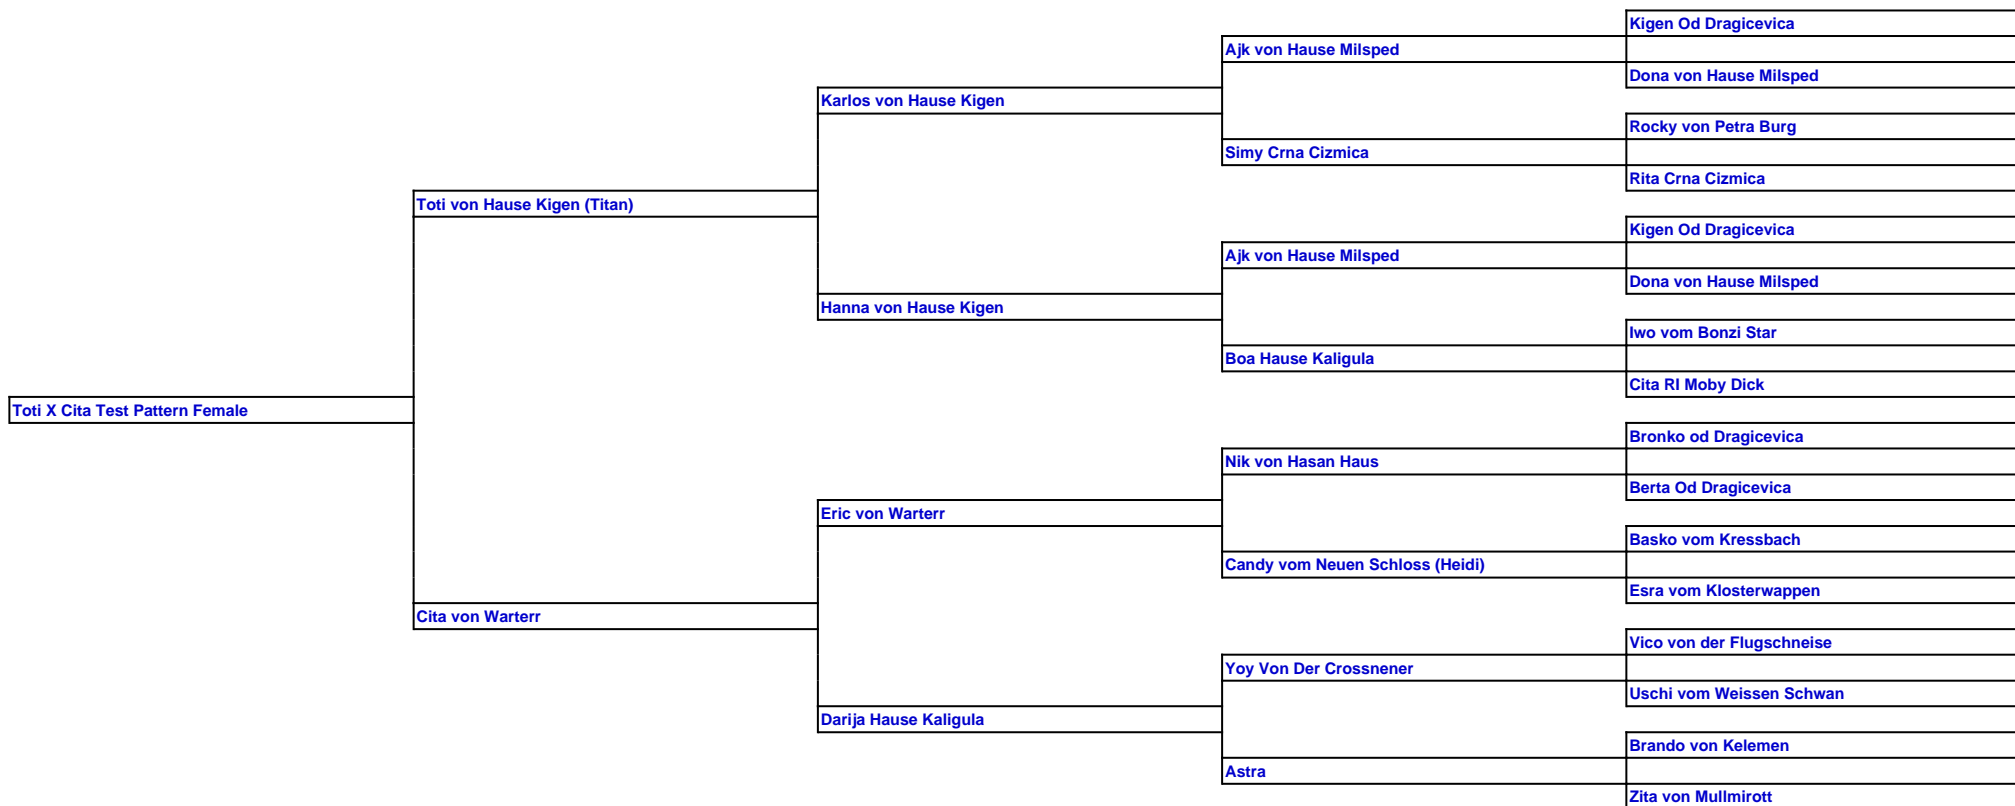 Kigen Od Dragicevica
Ajk von Hause Milsped
Dona von Hause Milsped
Karlos von Hause Kigen
Rocky von Petra Burg
Simy Crna Cizmica
Rita Crna Cizmica
Toti von Hause Kigen (Titan)
Kigen Od Dragicevica
Ajk von Hause Milsped
Dona von Hause Milsped
Hanna von Hause Kigen
Iwo vom Bonzi Star
Boa Hause Kaligula
Cita RI Moby Dick
Toti X Cita Test Pattern Female
Bronko od Dragicevica
Nik von Hasan Haus
Berta Od Dragicevica
Eric von Warterr
Basko vom Kressbach
Candy vom Neuen Schloss (Heidi)
Esra vom Klosterwappen
Cita von Warterr
Vico von der Flugschneise
Yoy Von Der Crossnener
Uschi vom Weissen Schwan
Darija Hause Kaligula
Brando von Kelemen
Astra
Zita von Mullmirott